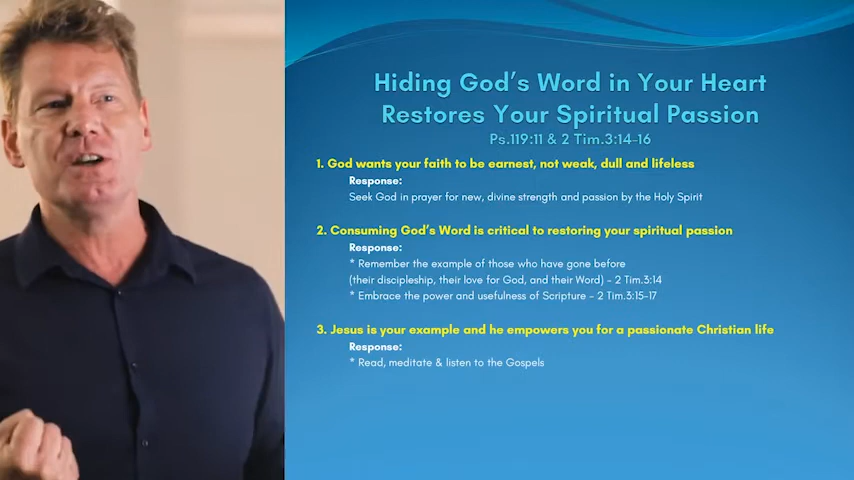 Hiding God's Word in Your Heart
Restores Your Spiritual Passion
Ps.119:11 & 2 Tim.3:14-16
1. God wants your faith to be earnest, not weak, dull and lifeless
Response:
Seek God in prayer for new, divine strength and passion by the Holy Spirit
2. Consuming God's Word is critical to restoring your spiritual passion
Response:
* Remember the example of those who have gone before
(their discipleship, their love for God, and their Word) - 2 Tim.3:14
* Embrace the power and usefulness of Scripture - 2 Tim.3:15-17
3. Jesus is your example and he empowers you for a passionate Christian life
Response:
* Read, meditate & listen to the Gospels